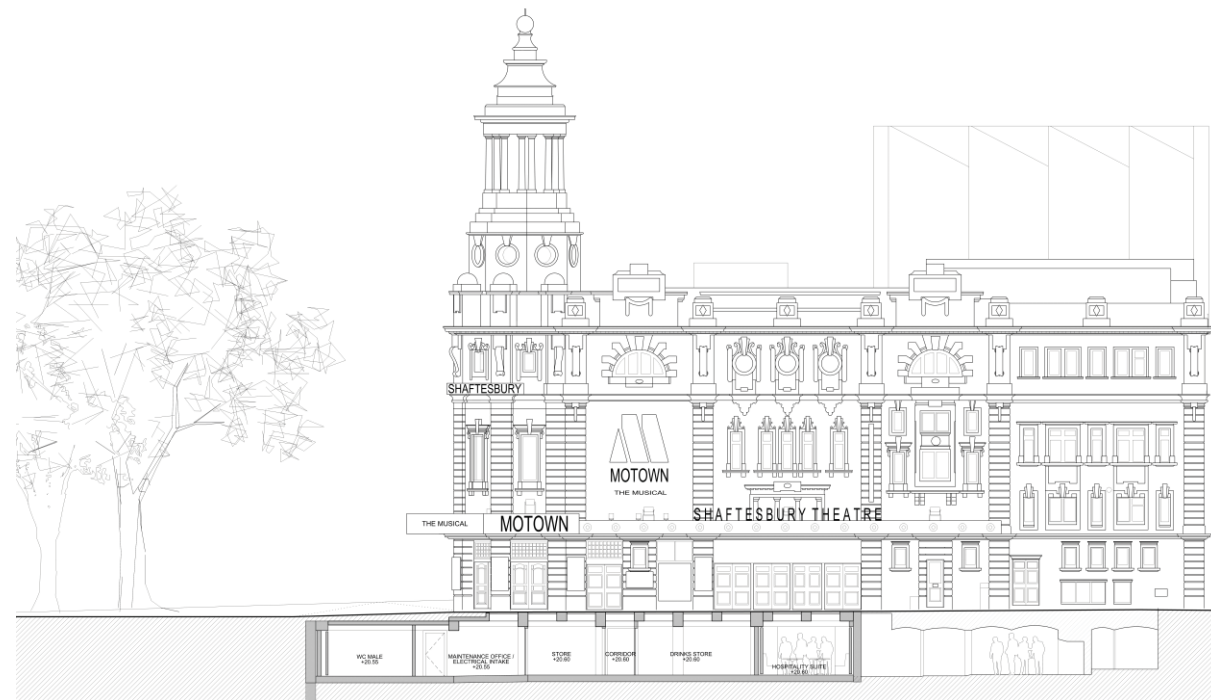 SHAFTESBURY
MOTOWN
THE MUSICAL
SHAFTESBURY THEATRE
THE MUSICAL
MOTOWN
WC MALE
+20.55
MAINTENANCE OFFICE /
ELECTRICAL INTAKE
+20.55
STORE
+20.60
CORRIDOR
+20.60
DRINKS STORE
+20.60
HOSPITALITY SUITE
+20.60